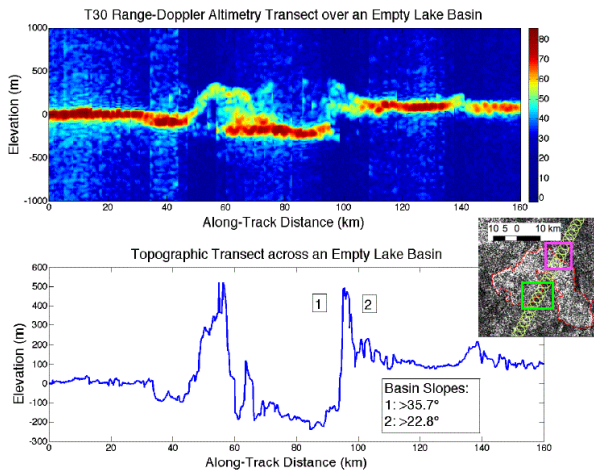 T30 Range-Doppler Altimetry Transect over an Empty Lake Basin
1000
500
0
-500
-1000
Elevation (m)
0 20 40 60 80 100 120 140 160
Along-Track Distance (km)
80
70
60
50
40
30
20
10
0
10 5 0 10 km
Topographic Transect across an Empty Lake Basin
600
500
400
300
200
100
0
-100
-200
-300
Elevation (m)
1 2
Basin Slopes:
1: >35.7°
2: >22.8°
0 20 40 60 80 100 120 140 160
Along-Track Distance (km)